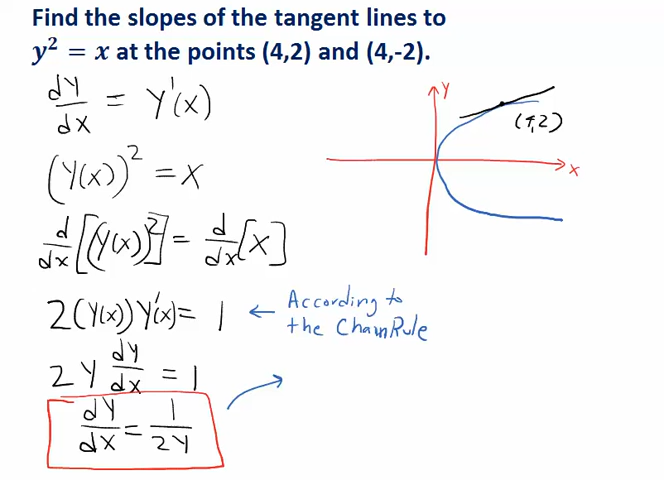 Find the slopes of the tangent lines to
y² = x at the points (4,2) and (4,-2).
dy/dx = y'(x)
(y(x))² = x
d/dx [(y(x))²] = d/dx [x]
2(y(x)) y'(x) = 1 ← According to
the Chain Rule
2y dy/dx = 1
dy/dx = 1/2y
y
(4,2)
x